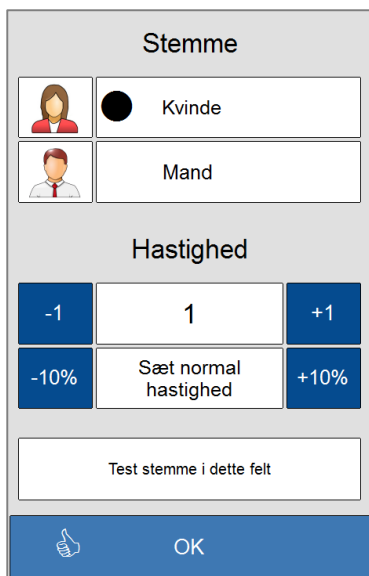 Stemme
Kvinde
Mand
Hastighed
-1
1
+1
-10%
Sæt normal
hastighed
+10%
Test stemme i dette felt
OK